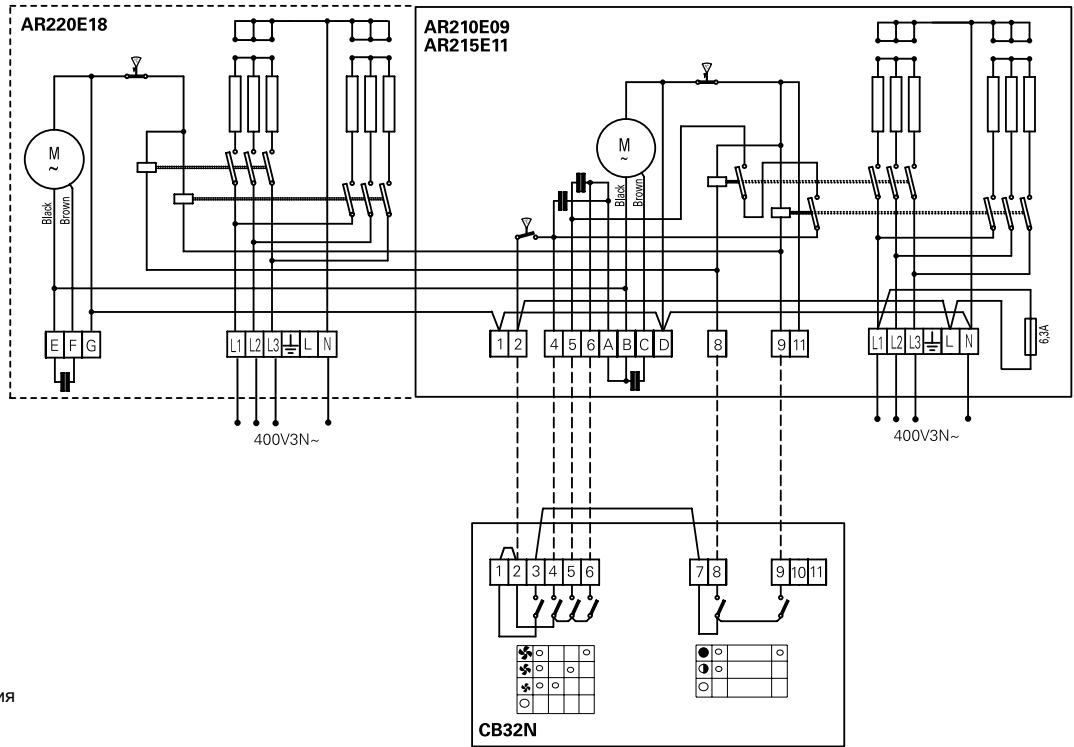 AR220E18
AR210E09
AR215E11
M
~
Black
Brown
M
~
Black
Brown
E F G
L1 L2 L3 L N
1 2
4 5 6 A B C D
8
9 11
L1 L2 L3 L N
6,3A
400V3N~
400V3N~
1 2 3 4 5 6
7 8
9 10 11
ия
CB32N